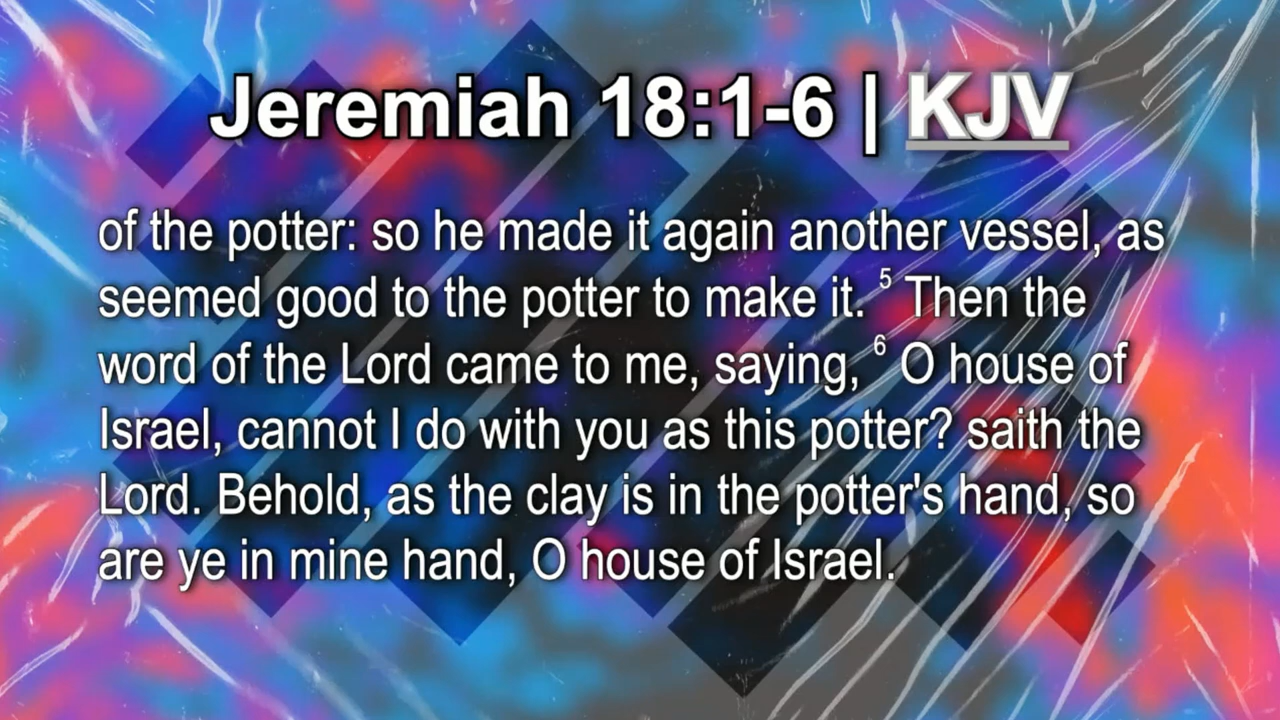 Jeremiah 18:1-6 | KJV
of the potter: so he made it again another vessel, as
seemed good to the potter to make it. 5 Then the
word of the Lord came to me, saying, 6 O house of
Israel, cannot I do with you as this potter? saith the
Lord. Behold, as the clay is in the potter's hand, so
are ye in mine hand, O house of Israel.